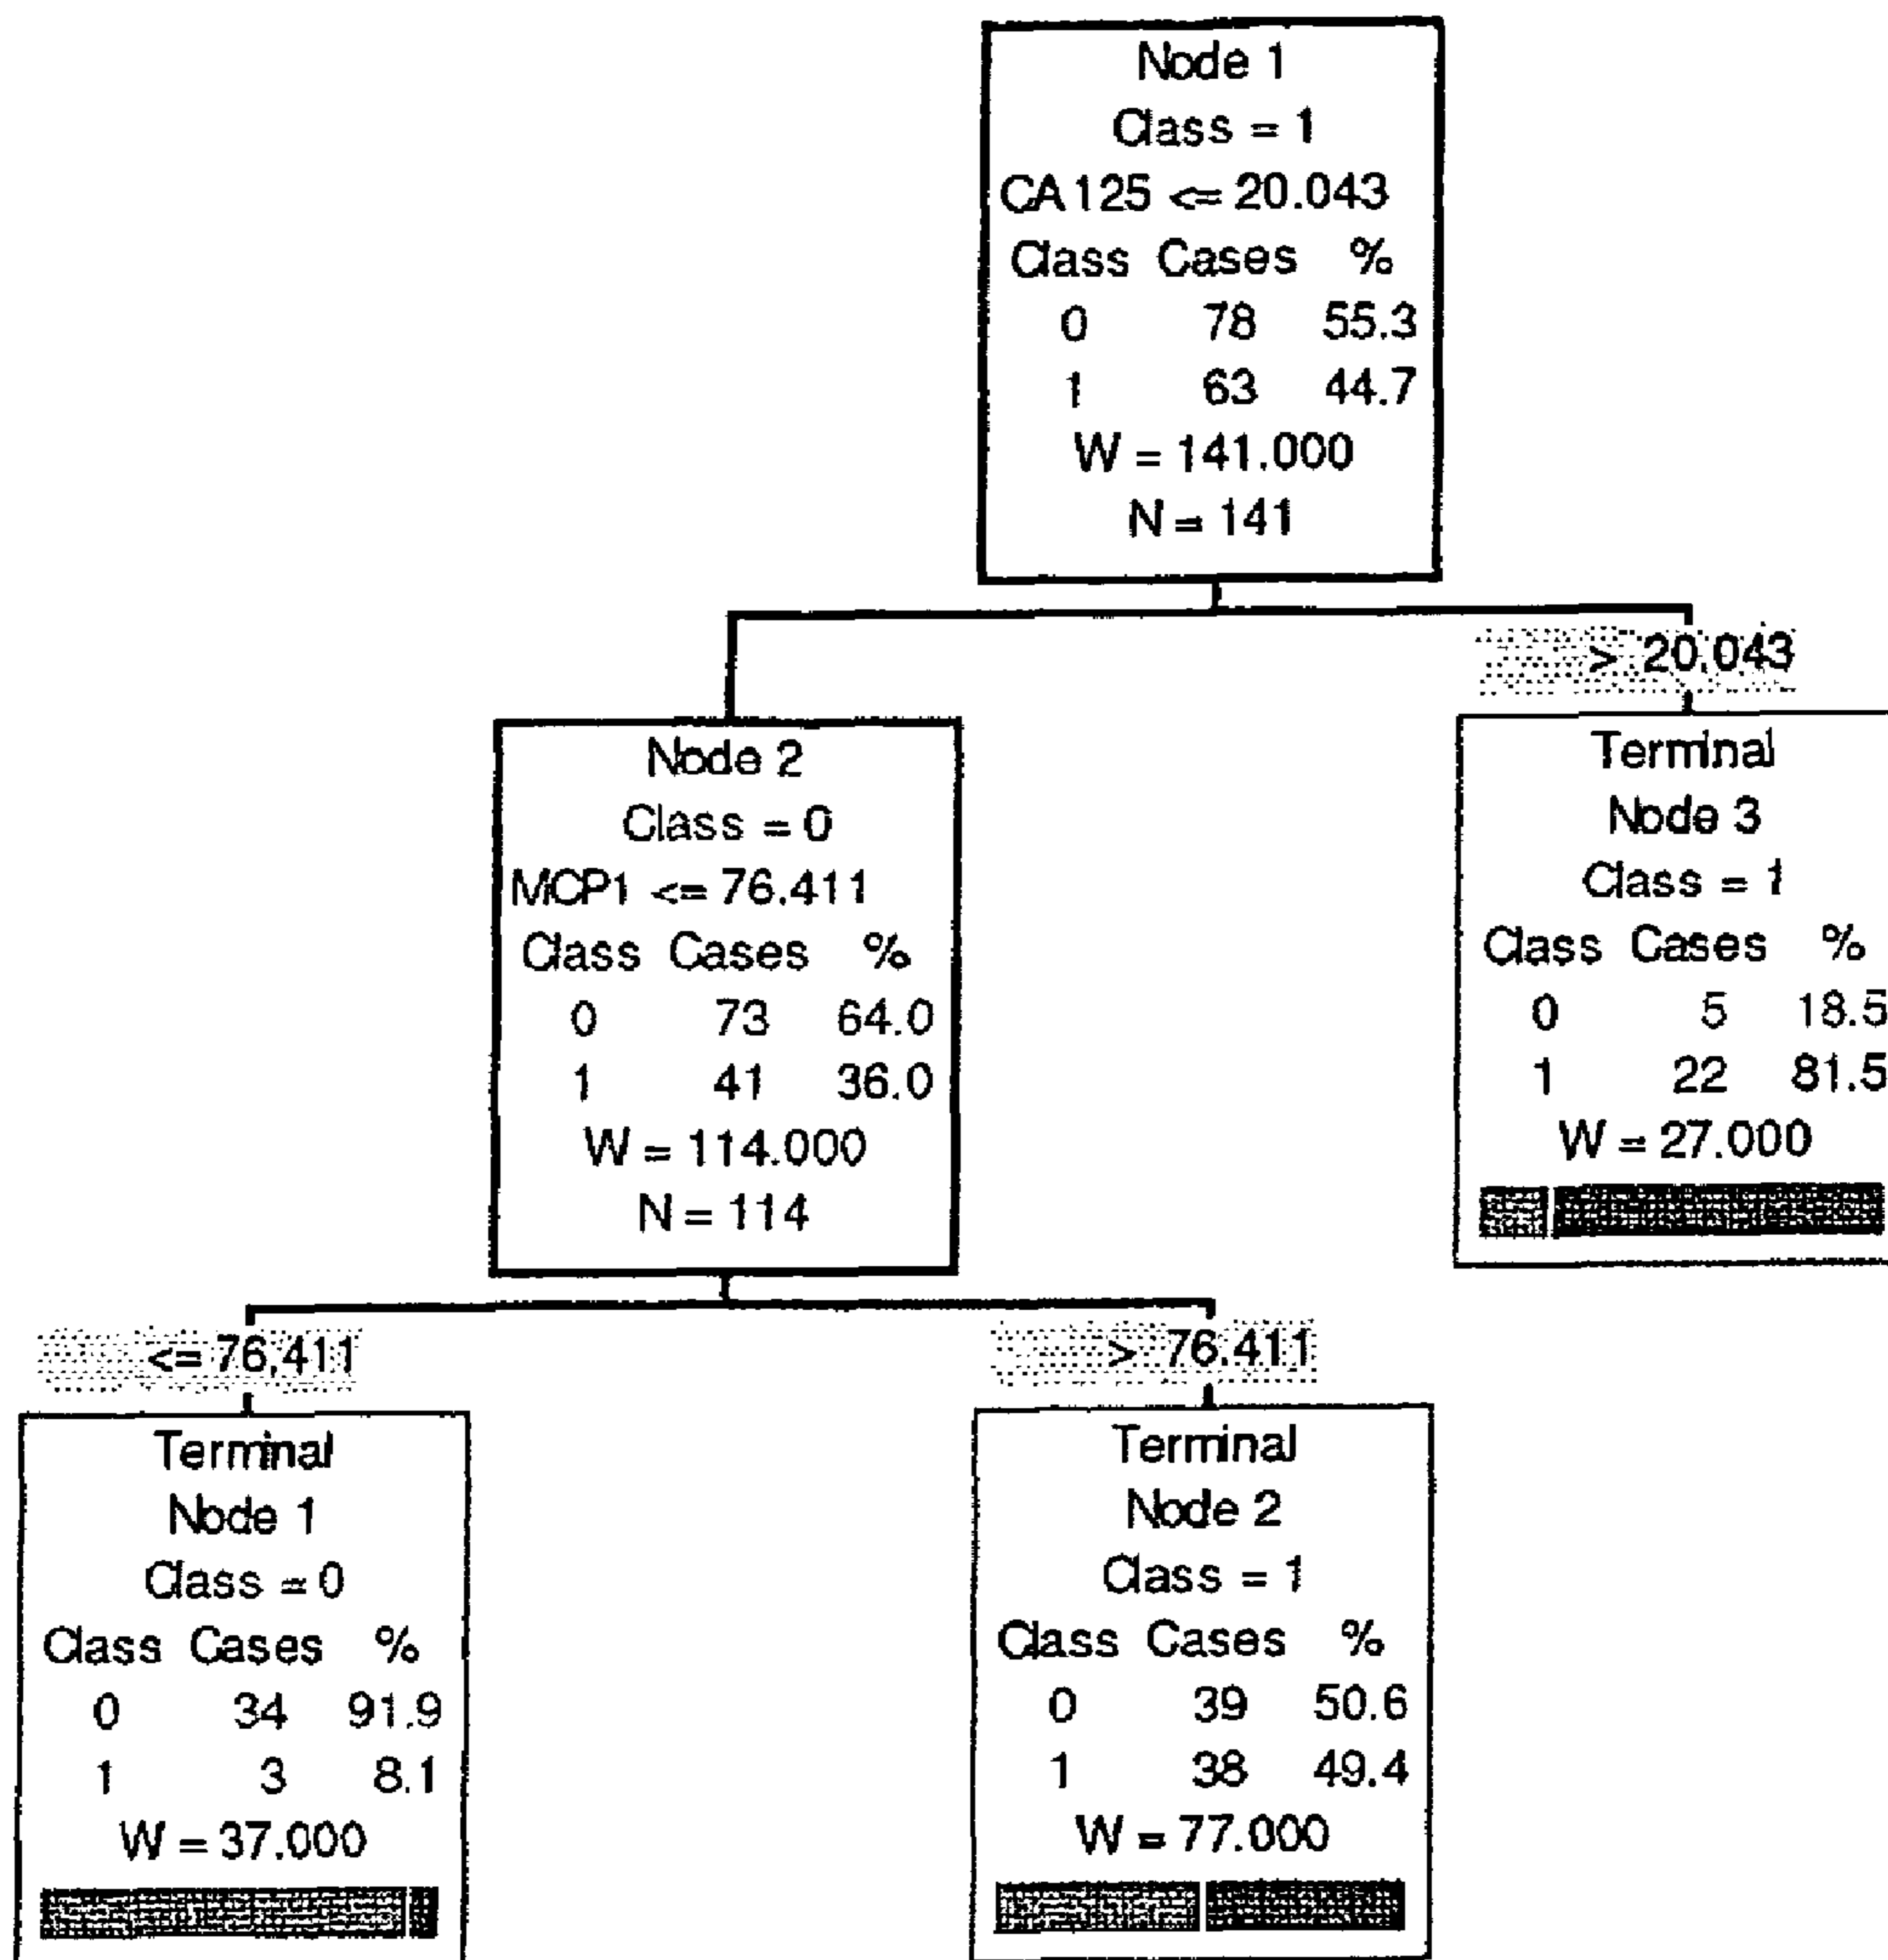 Node 1
Class = 1
CA125 <= 20.043
Class Cases %
0 78 55.3
1 63 44.7
W = 141.000
N = 141
> 20.043
Node 2
Class = 0
MCP1 <= 76.411
Class Cases %
0 73 64.0
1 41 36.0
W = 114.000
N = 114
Terminal
Node 3
Class = 1
Class Cases %
0 5 18.5
1 22 81.5
W = 27.000
<= 76.411
> 76.411
Terminal
Node 1
Class = 0
Class Cases %
0 34 91.9
1 3 8.1
W = 37.000
Terminal
Node 2
Class = 1
Class Cases %
0 39 50.6
1 38 49.4
W = 77.000